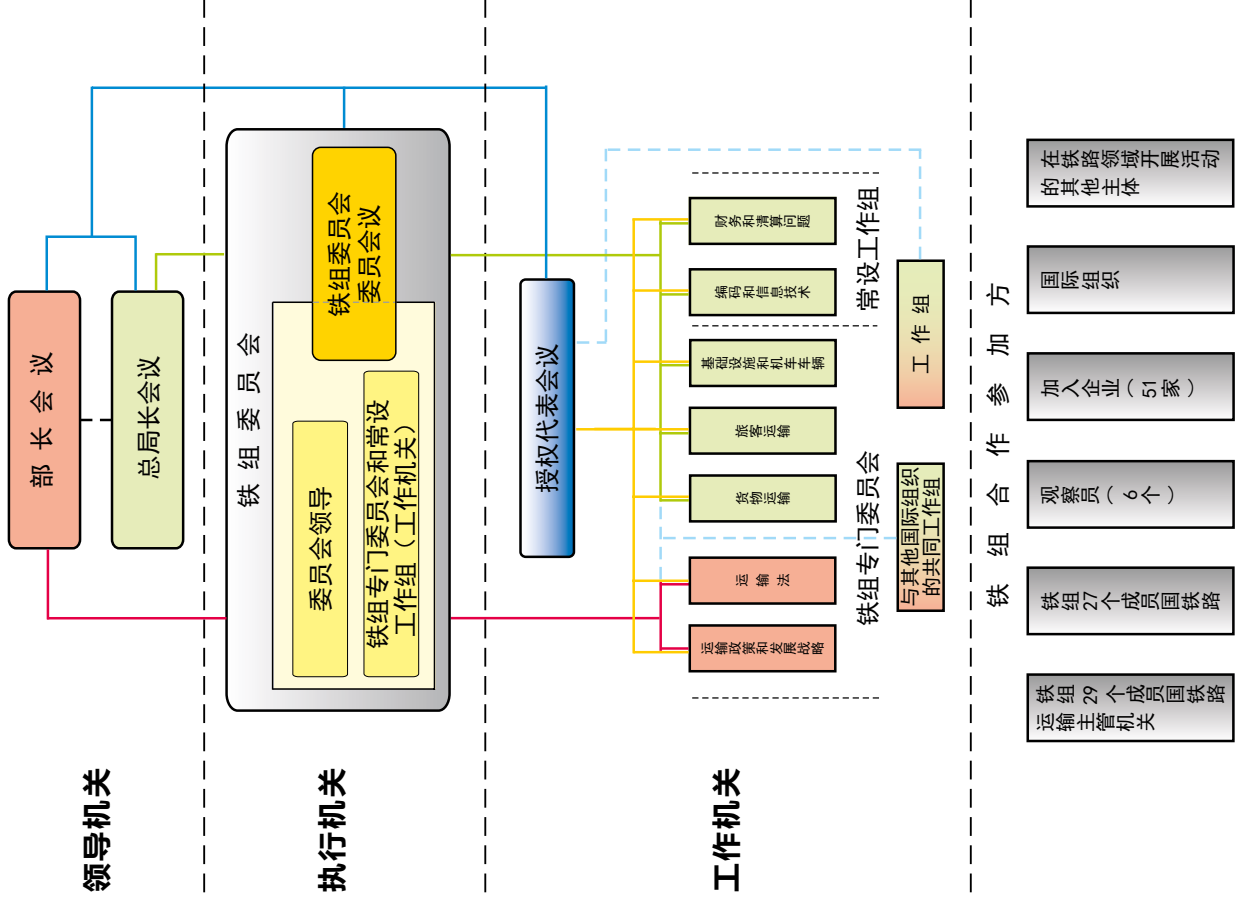 领导机关
部长会议
总局长会议
执行机关
铁组委员会
委员会领导
铁组专门委员会和常设
工作组（工作机关）
铁组委员会
委员会议
工作机关
授权代表会议
运输政策和发展战略
运输法
货物运输
旅客运输
基础设施和机车车辆
编码和信息技术
财务和清算问题
铁组专门委员会
常设工作组
与其他国际组织
的共同工作组
工作组
铁组合作参加方
铁组29个成员国铁路
运输主管机关
铁组27个成员国铁路
观察员（6个）
加入企业（51家）
国际组织
在铁路领域开展活动
的其他主体